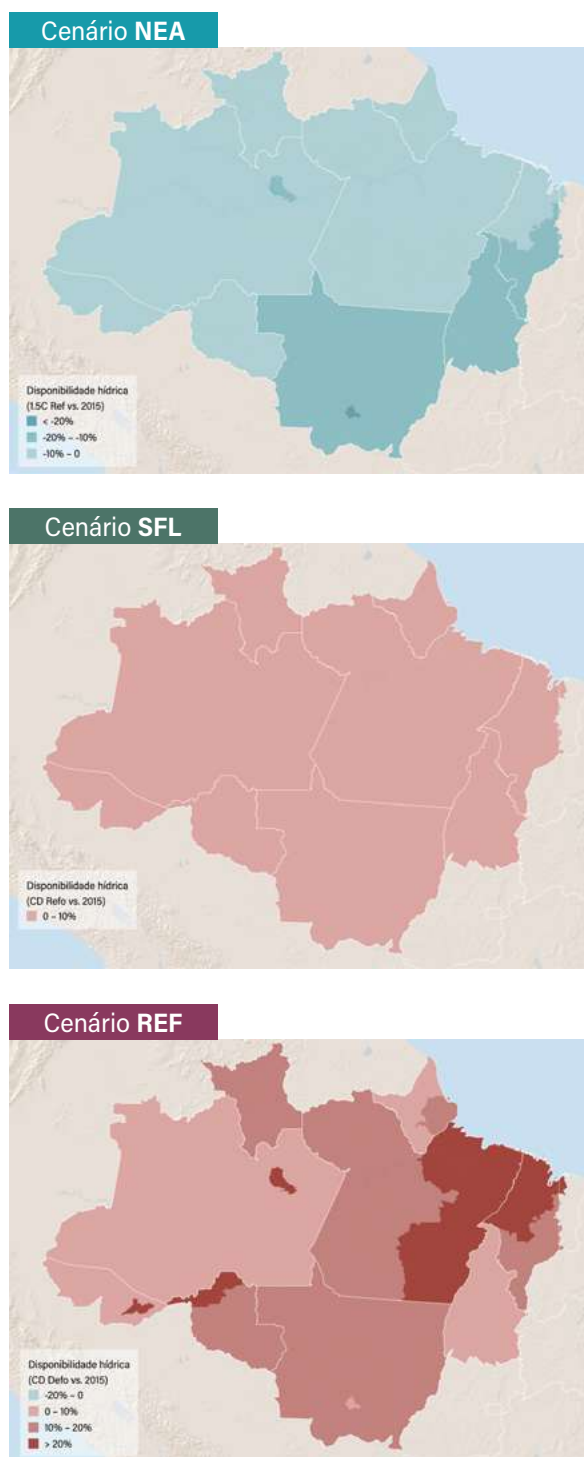 Cenário NEA
Disponibilidade hídrica
(1.5C Ref vs. 2015)
< -20%
-20% – -10%
-10% – 0
Cenário SFL
Disponibilidade hídrica
(CD Refo vs. 2015)
0 – 10%
Cenário REF
Disponibilidade hídrica
(CD Defo vs. 2015)
-20% – 0
0 – 10%
10% – 20%
> 20%